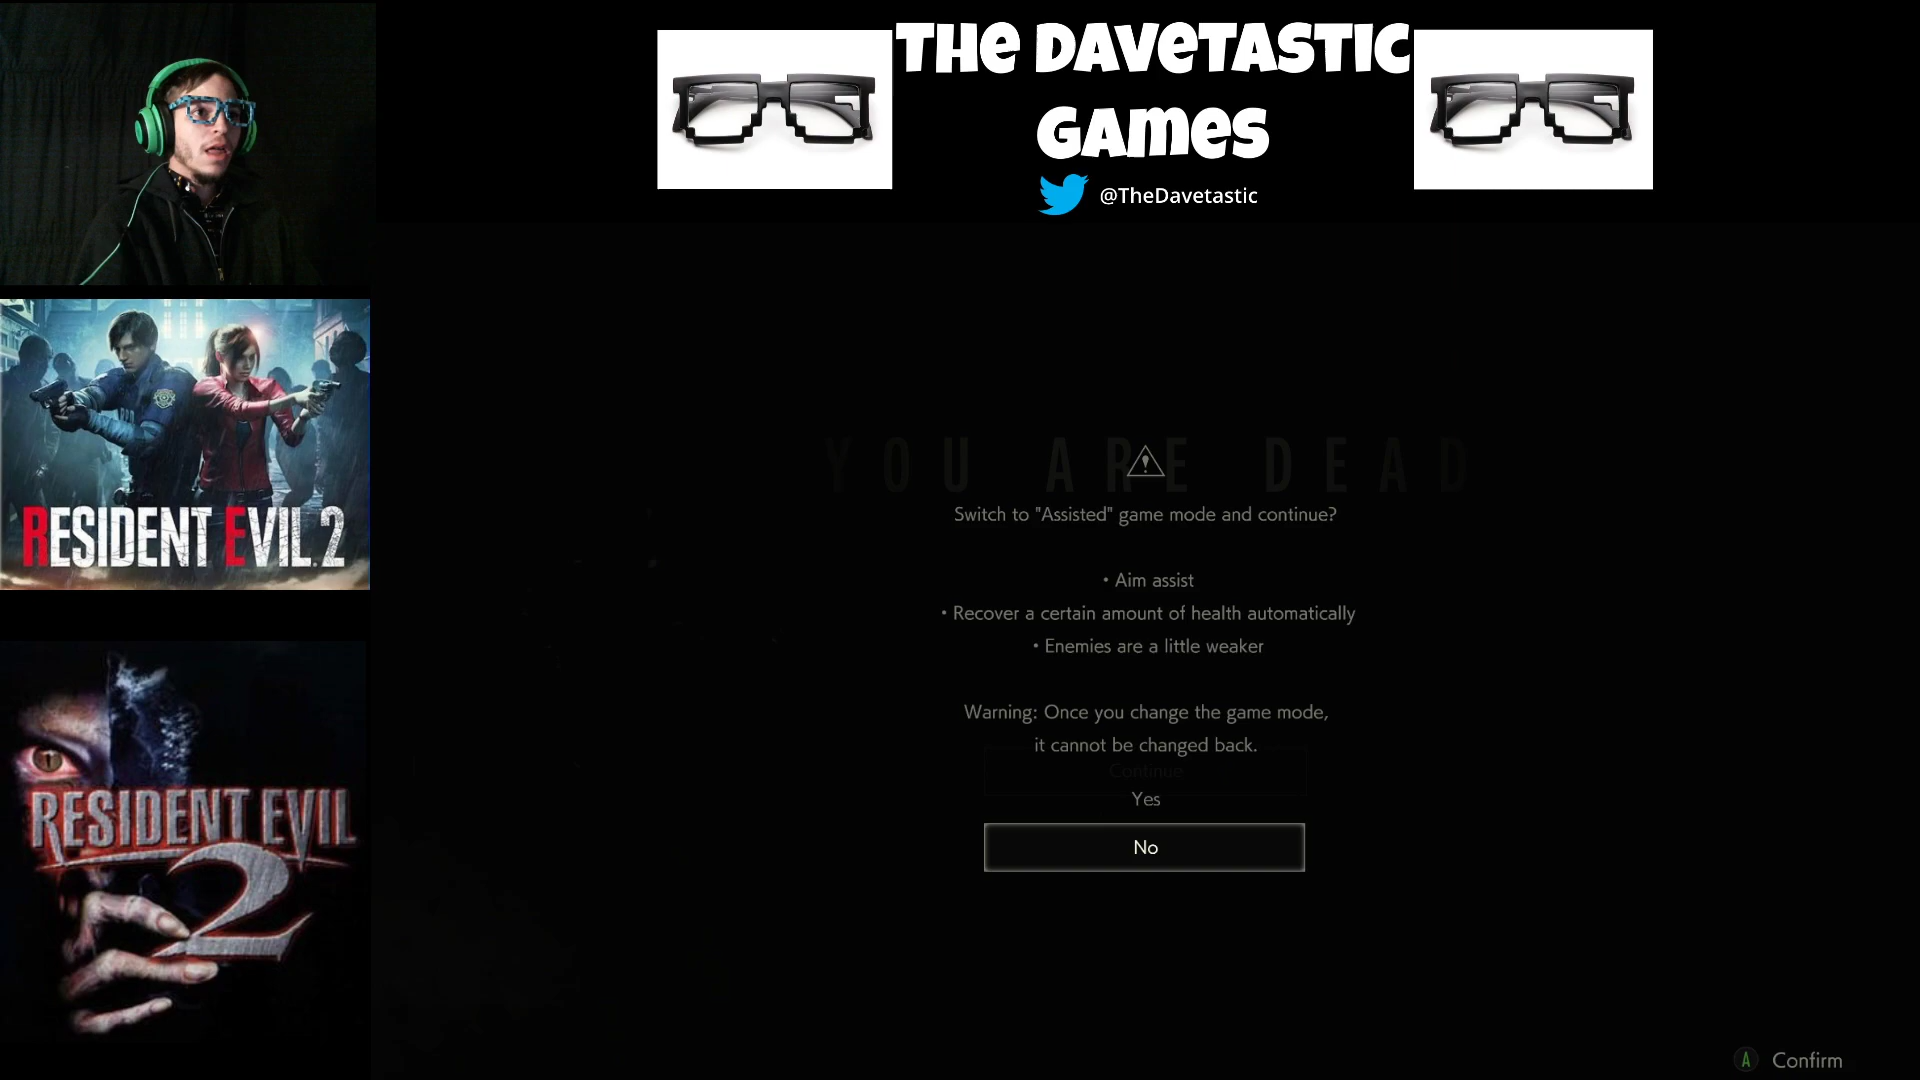 THE DAVETASTIC
GAMES
@TheDavetastic
RESIDENT EVIL 2
RESIDENT EVIL
2
YOU ARE DEAD
Switch to "Assisted" game mode and continue?
• Aim assist
• Recover a certain amount of health automatically
• Enemies are a little weaker
Warning: Once you change the game mode,
it cannot be changed back.
Continue
Yes
No
A Confirm